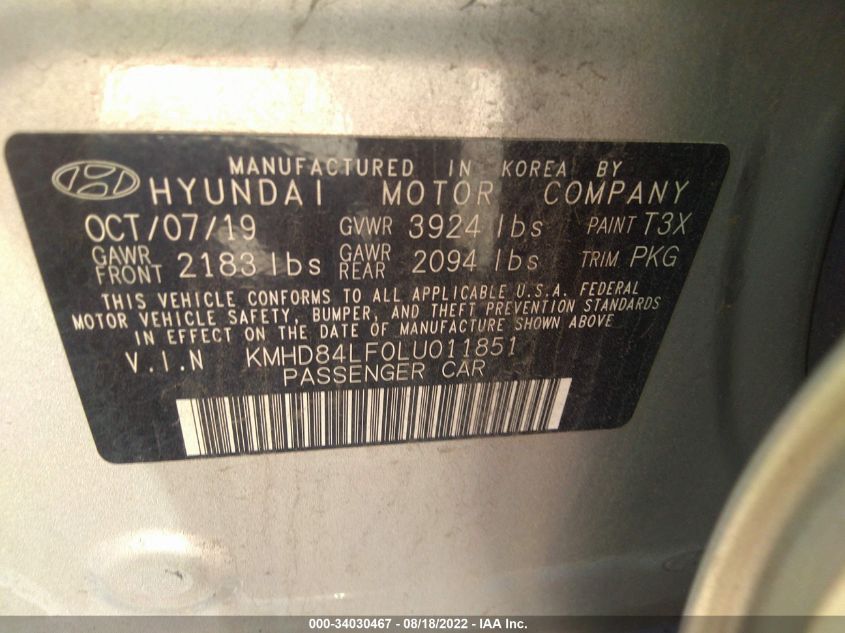 MANUFACTURED IN KOREA BY
HYUNDAI MOTOR COMPANY
OCT/07/19 GVWR 3924 lbs PAINT T3X
GAWR FRONT 2183 lbs GAWR REAR 2094 lbs TRIM PKG
THIS VEHICLE CONFORMS TO ALL APPLICABLE U.S.A. FEDERAL
MOTOR VEHICLE SAFETY, BUMPER, AND THEFT PREVENTION STANDARDS
IN EFFECT ON THE DATE OF MANUFACTURE SHOWN ABOVE
V.I.N KMHD84LF0LU011851
PASSENGER CAR
000-34030467 - 08/18/2022 - IAA Inc.